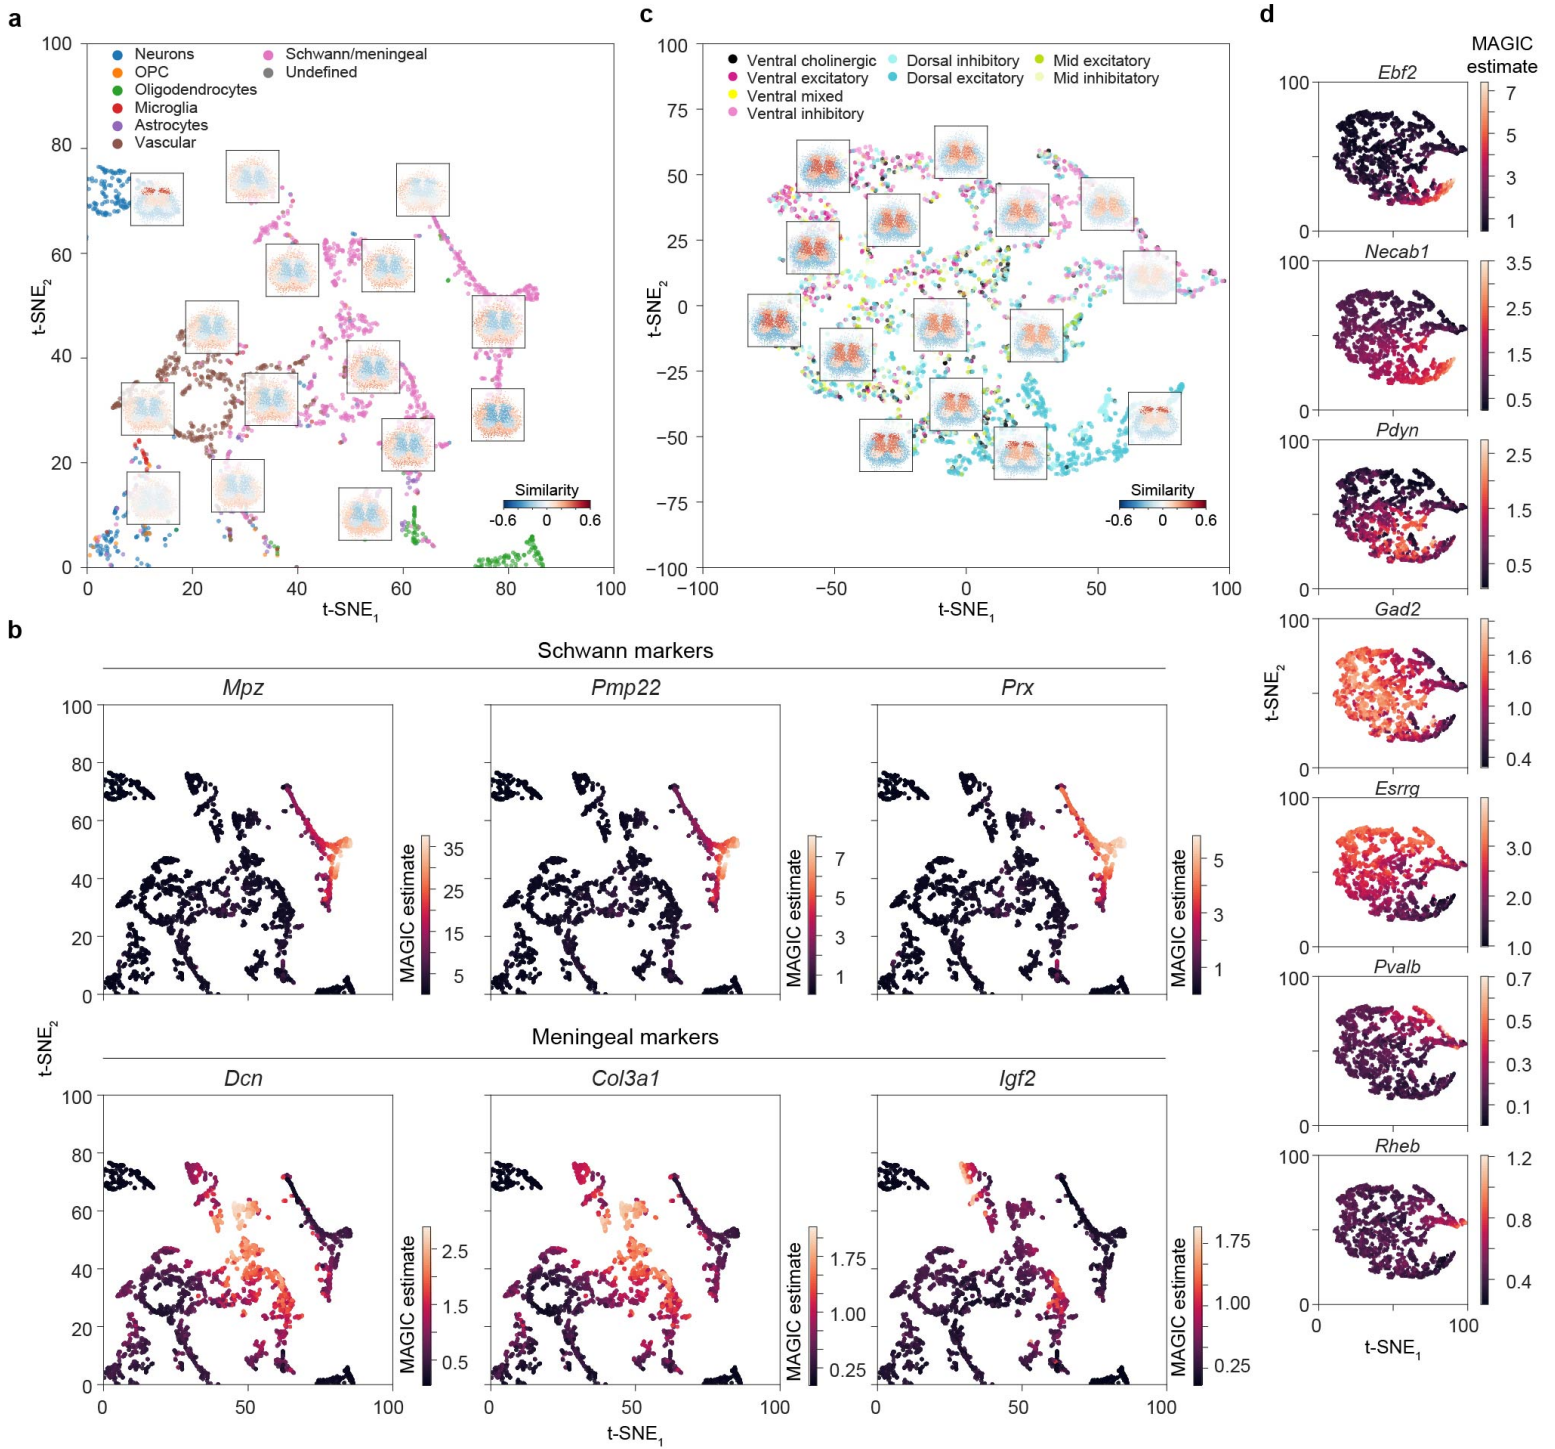 a
Neurons
OPC
Oligodendrocytes
Microglia
Astrocytes
Vascular
Schwann/meningeal
Undefined
100
80
60
40
20
0
t-SNE2
0 20 40 60 80 100
t-SNE1
Similarity
-0.6 0 0.6
c
Ventral cholinergic
Ventral excitatory
Ventral mixed
Ventral inhibitory
Dorsal inhibitory
Dorsal excitatory
Mid excitatory
Mid inhibitatory
100
75
50
25
0
−25
−50
−75
−100
t-SNE2
−100 −50 0 50 100
t-SNE1
Similarity
-0.6 0 0.6
b
Schwann markers
Mpz
Pmp22
Prx
100
80
60
40
20
0
MAGIC estimate
35
25
15
5
MAGIC estimate
7
5
3
1
MAGIC estimate
5
3
1
t-SNE2
Meningeal markers
Dcn
Col3a1
Igf2
100
80
60
40
20
0
MAGIC estimate
2.5
1.5
0.5
MAGIC estimate
1.75
1.00
0.25
MAGIC estimate
1.75
1.00
0.25
0 50 100
0 50 100
0 50 100
t-SNE1
d
MAGIC
estimate
Ebf2
100
0
7
5
3
1
Necab1
100
0
3.5
2.5
1.5
0.5
Pdyn
100
0
2.5
1.5
0.5
Gad2
100
0
1.6
1.0
0.4
t-SNE2
Esrrg
100
0
3.0
2.0
1.0
Pvalb
100
0
0.7
0.5
0.3
0.1
Rheb
100
0
1.2
0.8
0.4
0 100
t-SNE1